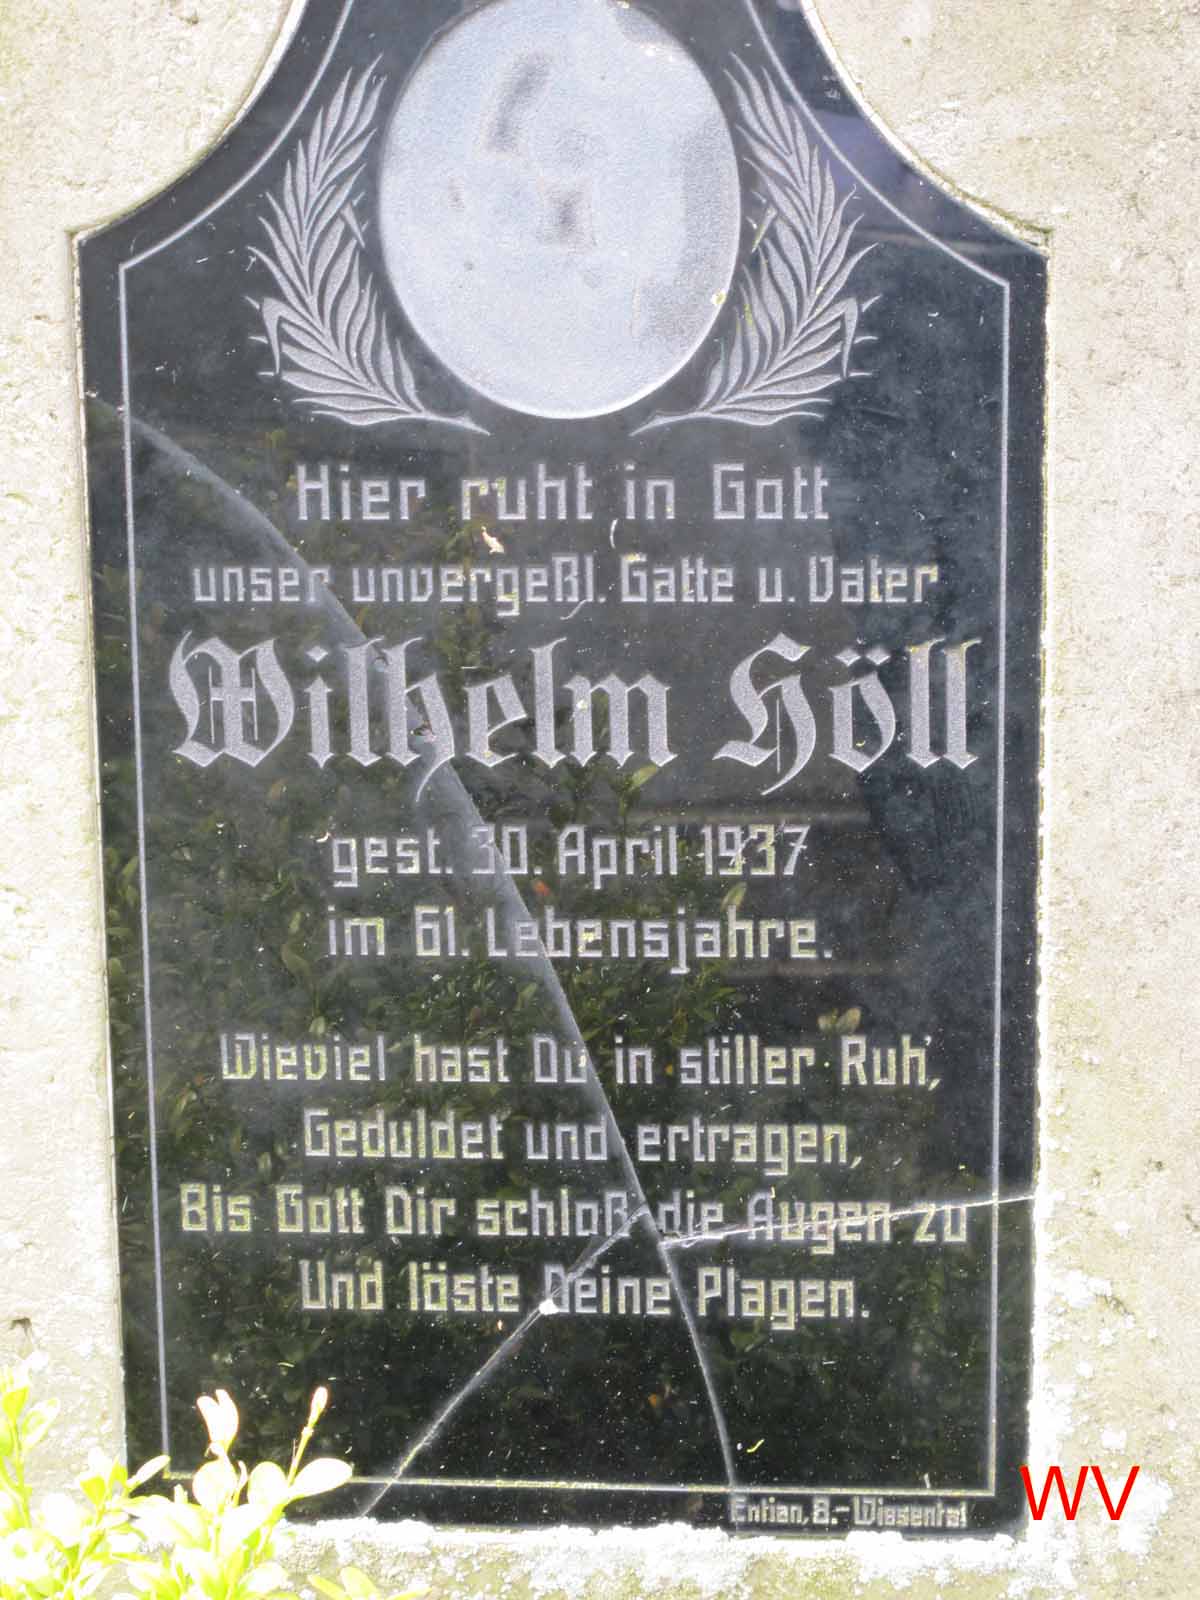 Hier ruht in Gott
unser unvergeßl. Gatte u. Vater
Wilhelm Höll
gest. 30. April 1937
im 61. Lebensjahre.
Wieviel hast Du in stiller Ruh',
Geduldet und ertragen,
Bis Gott Dir schloß die Augen zu
Und löste Deine Plagen.
Entian, B.-Wiesental
WV